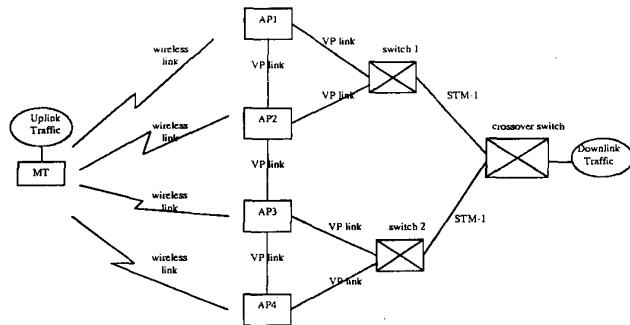 AP1
wireless
link
VP link
switch 1
VP link
VP link
STM-1
Uplink
Traffic
wireless
link
AP2
crossover switch
Downlink
Traffic
MT
wireless
link
VP link
AP3
VP link
switch 2
STM-1
wireless
link
VP link
VP link
AP4